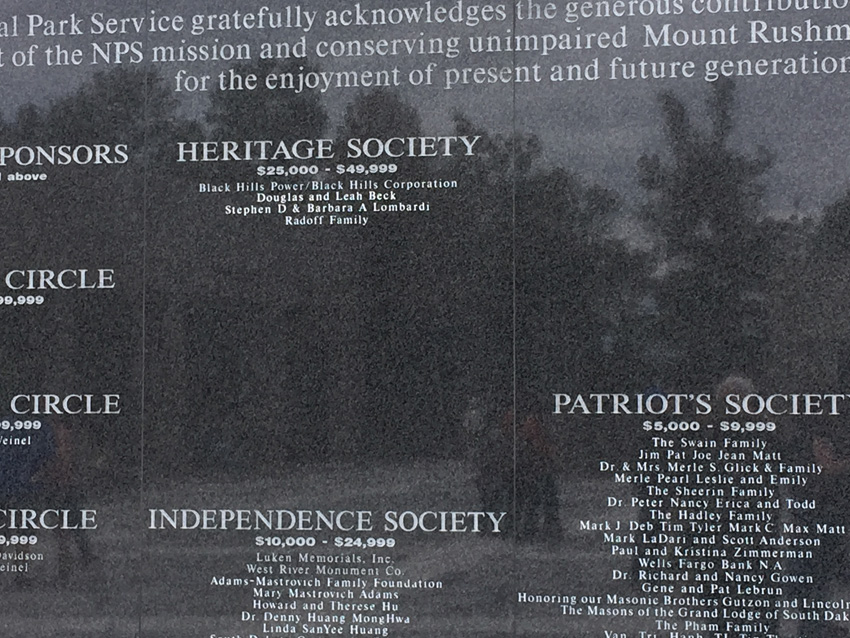 al Park Service gratefully acknowledges the generous contributio
t of the NPS mission and conserving unimpaired Mount Rushm
for the enjoyment of present and future generation
PONSORS
above
CIRCLE
99,999
CIRCLE
9,999
Weinel
CIRCLE
9,999
avidson
einel
HERITAGE SOCIETY
$25,000 - $49,999
Black Hills Power/Black Hills Corporation
Douglas and Leah Beck
Stephen D & Barbara A Lombardi
Radoff Family
INDEPENDENCE SOCIETY
$10,000 - $24,999
Luken Memorials, Inc.
West River Monument Co.
Adams-Mastrovich Family Foundation
Mary Mastrovich Adams
Howard and Therese Hu
Dr. Denny Huang MongHwa
Linda SanYee Huang
PATRIOT'S SOCIETY
$5,000 - $9,999
The Swain Family
Jim Pat Joe Jean Matt
Dr. & Mrs. Merle S. Glick & Family
Merle Pearl Leslie and Emily
The Sheerin Family
Dr. Peter Nancy Erica and Todd
The Hadley Family
Mark J Deb Tim Tyler Mark C Max Matt
Mark LaDari and Scott Anderson
Paul and Kristina Zimmerman
Wells Fargo Bank N.A.
Dr. Richard and Nancy Gowen
Gene and Pat Lebrun
Honoring our Masonic Brothers Gutzon and Lincoln
The Masons of the Grand Lodge of South Dak
The Pham Family